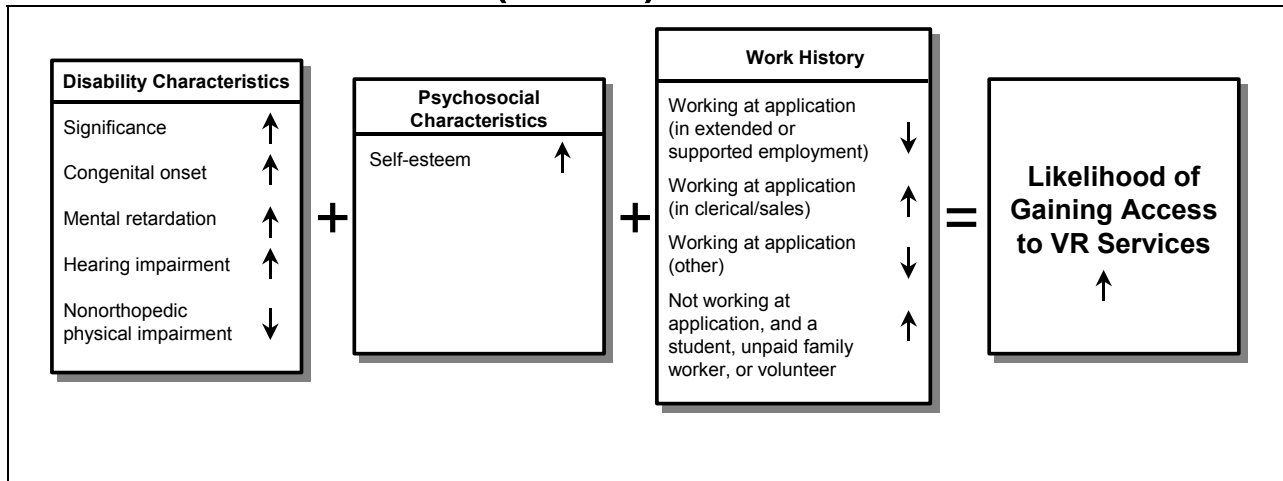 Disability Characteristics
Significance ↑
Congenital onset ↑
Mental retardation ↑
Hearing impairment ↑
Nonorthopedic
physical impairment ↓
+
Psychosocial
Characteristics
Self-esteem ↑
+
Work History
Working at application
(in extended or
supported employment) ↓
Working at application
(in clerical/sales) ↑
Working at application
(other) ↓
Not working at
application, and a
student, unpaid family
worker, or volunteer ↑
=
Likelihood of
Gaining Access
to VR Services
↑